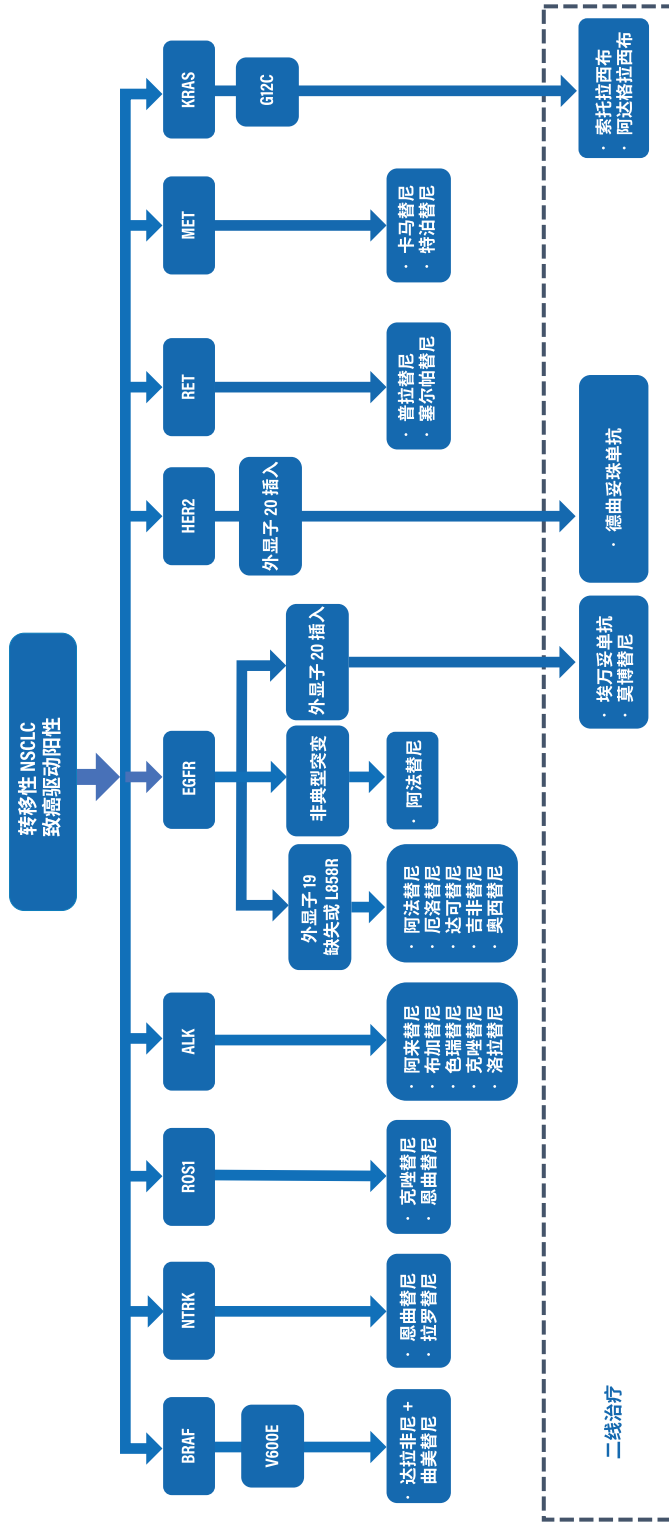 转移性 NSCLC
致癌驱动阳性
BRAF
NTRK
ROS1
ALK
EGFR
HER2
RET
MET
KRAS
V600E
外显子 20 插入
G12C
外显子 19
缺失或 L858R
非典型突变
外显子 20 插入
· 达拉非尼 +
曲美替尼
· 恩曲替尼
· 拉罗替尼
· 克唑替尼
· 恩曲替尼
· 阿来替尼
· 布加替尼
· 色瑞替尼
· 克唑替尼
· 洛拉替尼
· 阿法替尼
· 厄洛替尼
· 达可替尼
· 吉非替尼
· 奥西替尼
· 阿法替尼
· 普拉替尼
· 塞尔帕替尼
· 卡马替尼
· 特泊替尼
二线治疗
· 埃万妥单抗
· 莫博替尼
· 德曲妥珠单抗
· 索托拉西布
· 阿达格拉西布